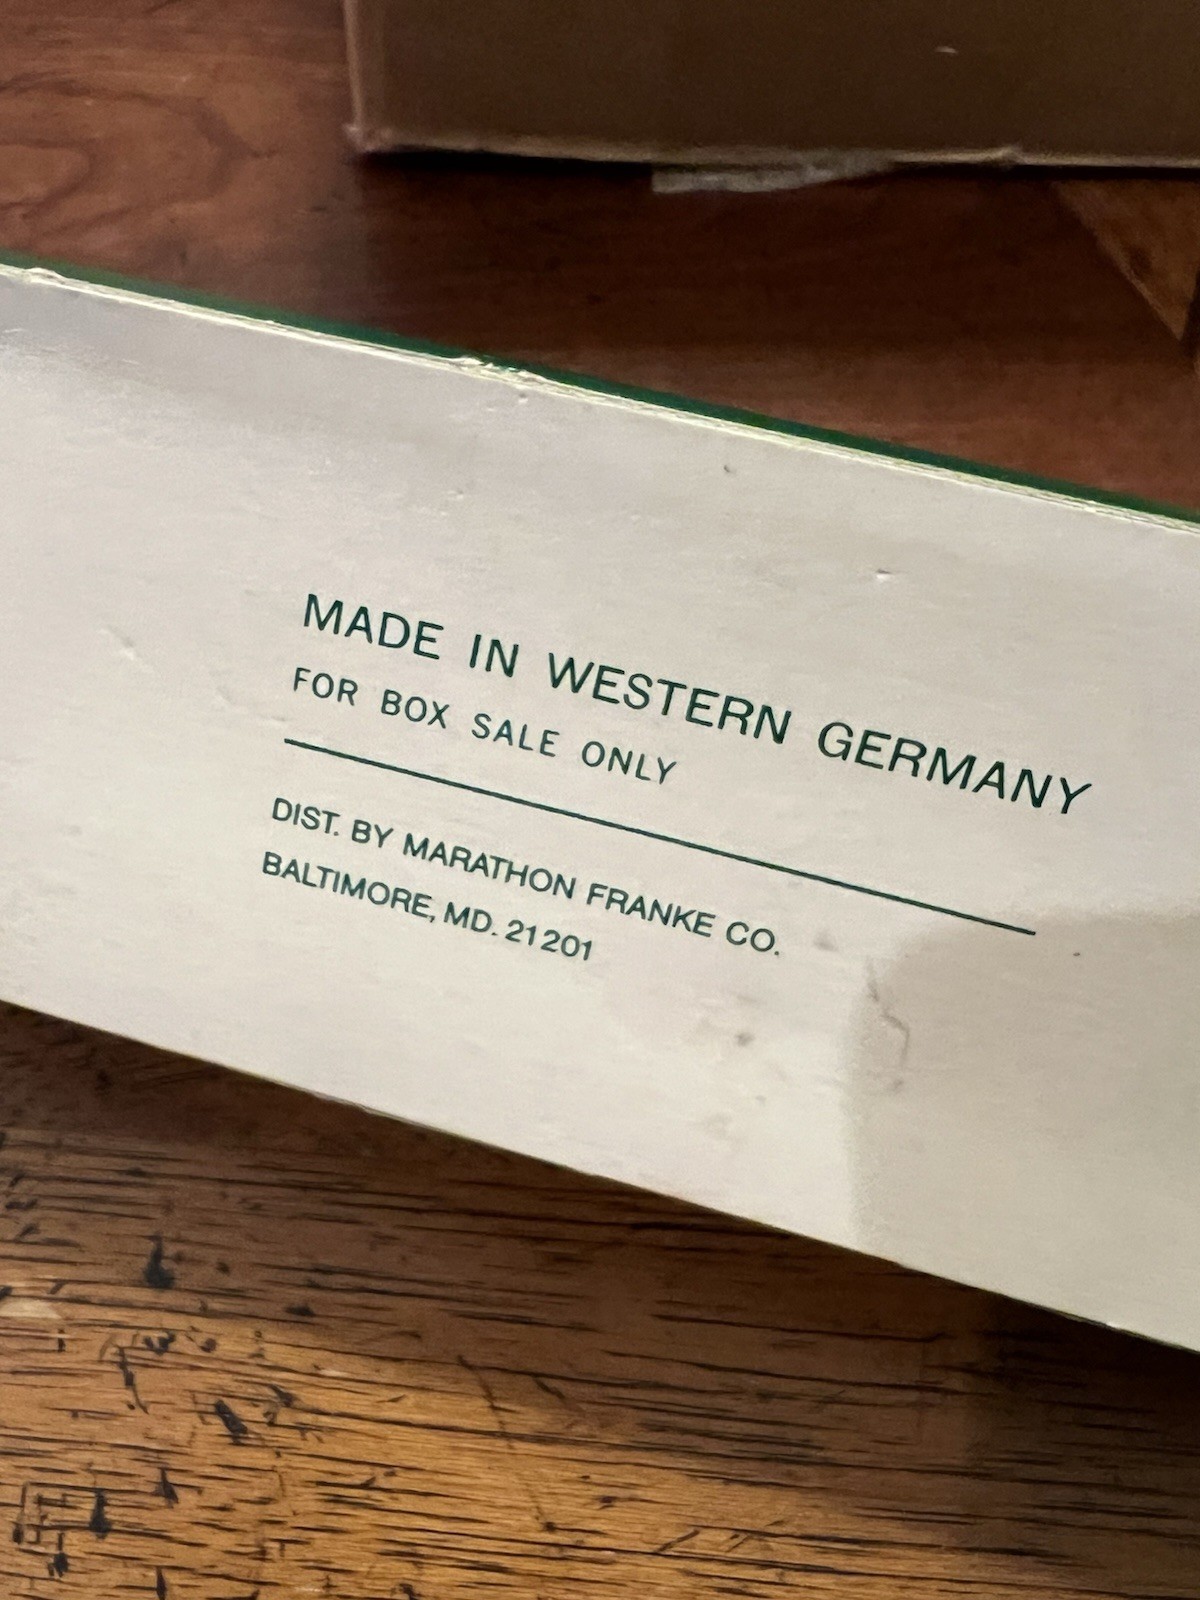 MADE IN WESTERN GERMANY
FOR BOX SALE ONLY
DIST. BY MARATHON FRANKE CO.
BALTIMORE, MD. 21201